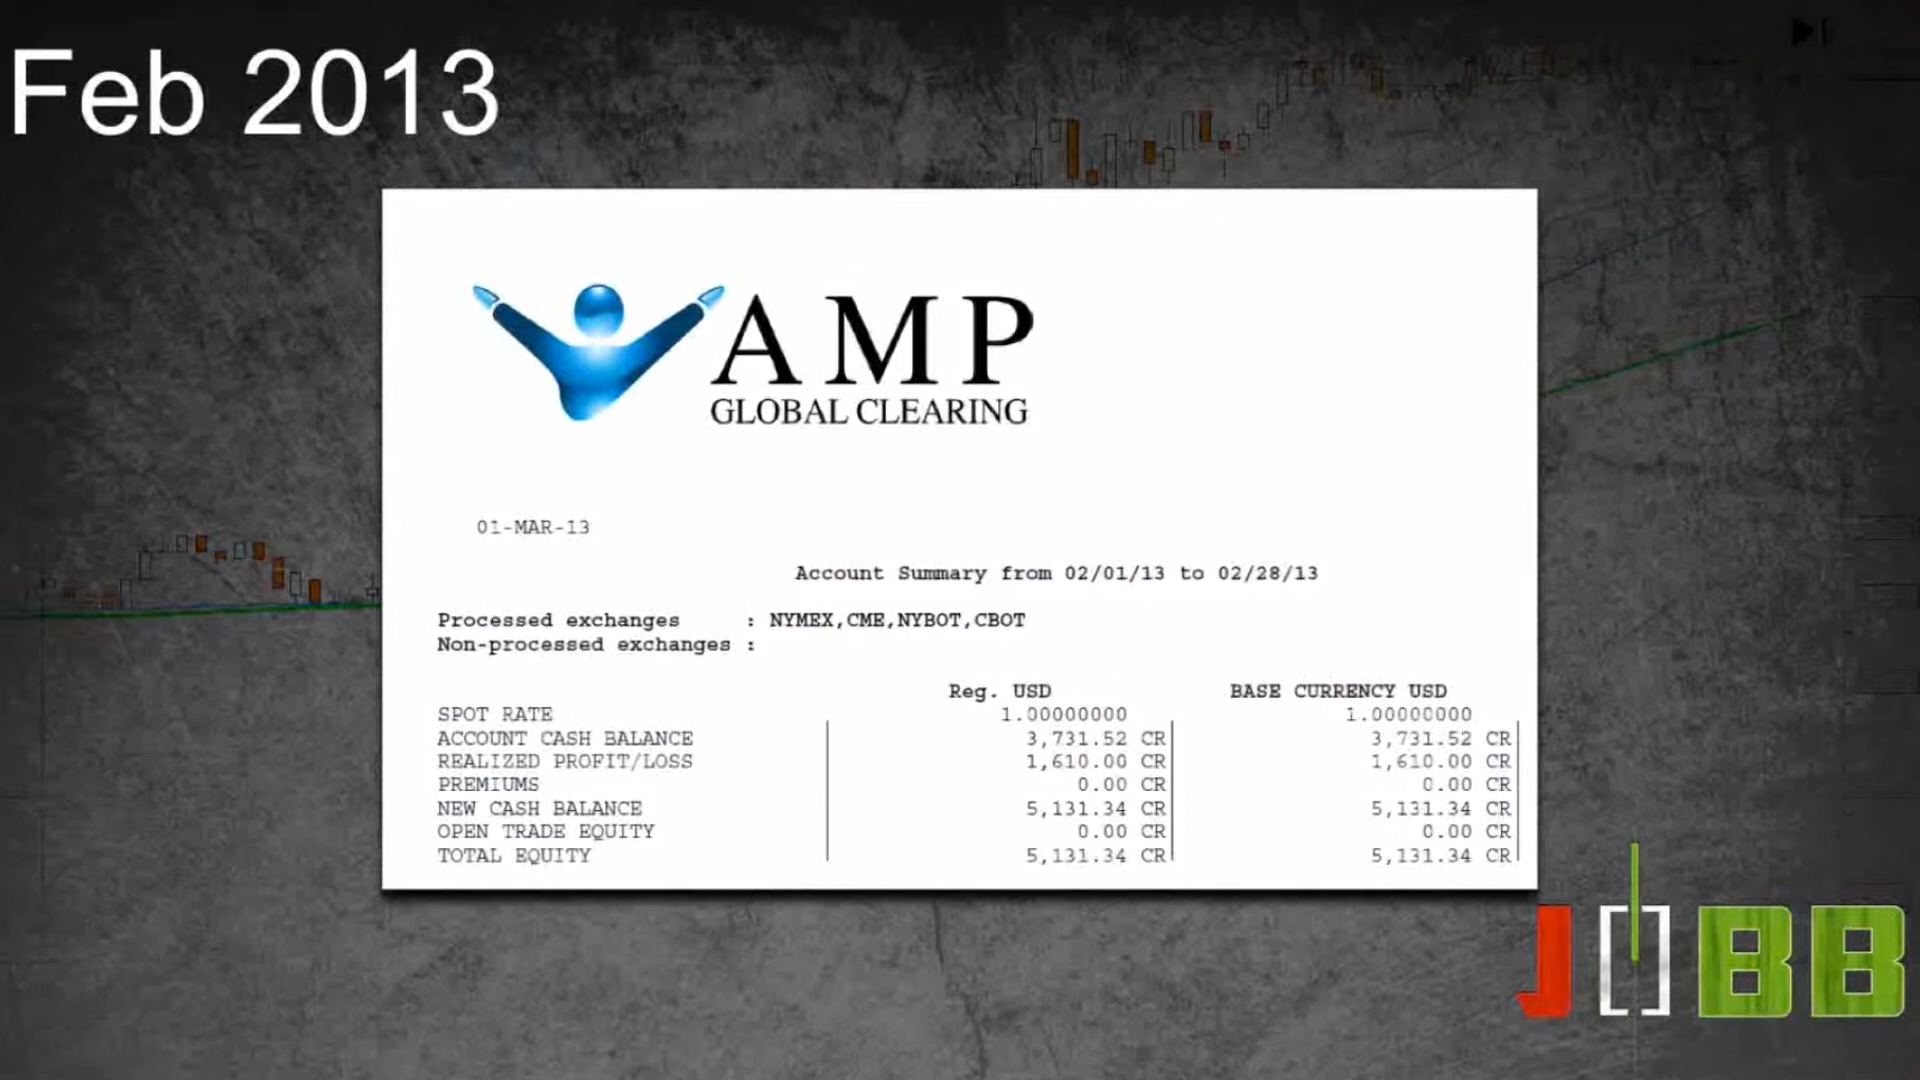 Feb 2013
AMP
GLOBAL CLEARING
01-MAR-13
Account Summary from 02/01/13 to 02/28/13
Processed exchanges : NYMEX,CME,NYBOT,CBOT
Non-processed exchanges :
Reg. USD BASE CURRENCY USD
SPOT RATE 1.00000000 1.00000000
ACCOUNT CASH BALANCE 3,731.52 CR 3,731.52 CR
REALIZED PROFIT/LOSS 1,610.00 CR 1,610.00 CR
PREMIUMS 0.00 CR 0.00 CR
NEW CASH BALANCE 5,131.34 CR 5,131.34 CR
OPEN TRADE EQUITY 0.00 CR 0.00 CR
TOTAL EQUITY 5,131.34 CR 5,131.34 CR
J[]BB